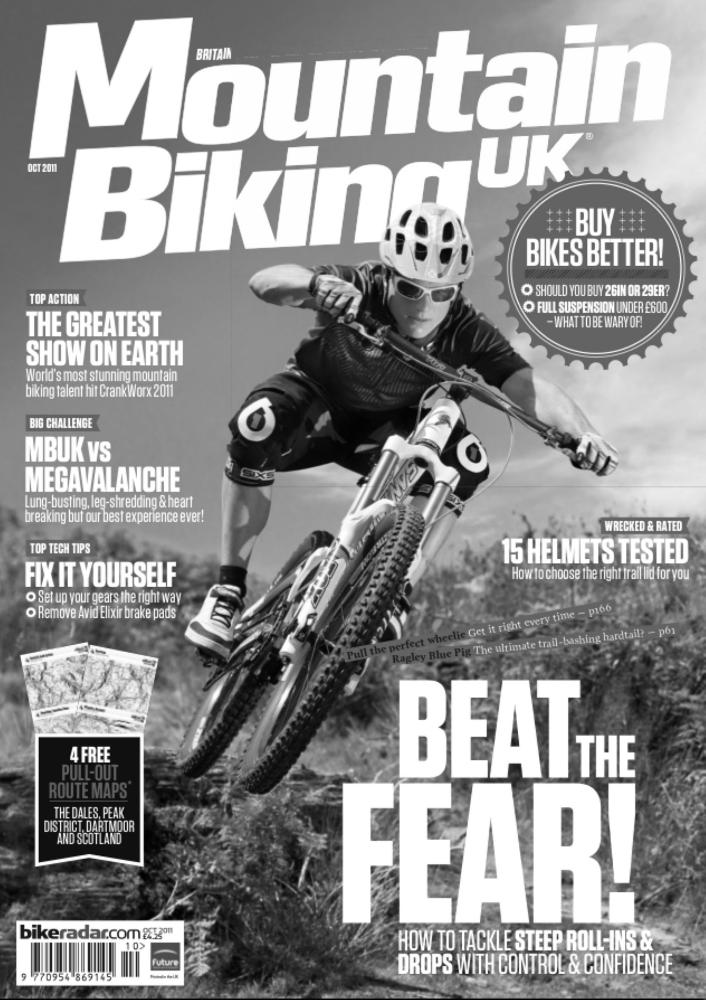 BRITAIN
Mountain
Biking UK®
OCT 2011
BUY
BIKES BETTER!
SHOULD YOU BUY 26IN OR 29ER?
FULL SUSPENSION UNDER £600
– WHAT TO BE WARY OF!
TOP ACTION
THE GREATEST
SHOW ON EARTH
World's most stunning mountain
biking talent hit CrankWorx 2011
BIG CHALLENGE
MBUK vs
MEGAVALANCHE
Lung-busting, leg-shredding & heart
breaking but our best experience ever!
TOP TECH TIPS
FIX IT YOURSELF
Set up your gears the right way
Remove Avid Elixir brake pads
SIXS
FOX
WRECKED & RATED
15 HELMETS TESTED
How to choose the right trail lid for you
Pull the perfect wheelie Get it right every time – p166
Ragley Blue Pig The ultimate trail-bashing hardtail? – p61
BEAT THE
FEAR!
HOW TO TACKLE STEEP ROLL-INS &
DROPS WITH CONTROL & CONFIDENCE
4 FREE
PULL-OUT
ROUTE MAPS*
THE DALES, PEAK
DISTRICT, DARTMOOR
AND SCOTLAND
bikeradar.com OCT 2011
£4.25
10>
9 770954 869145
Future
Printed in the UK